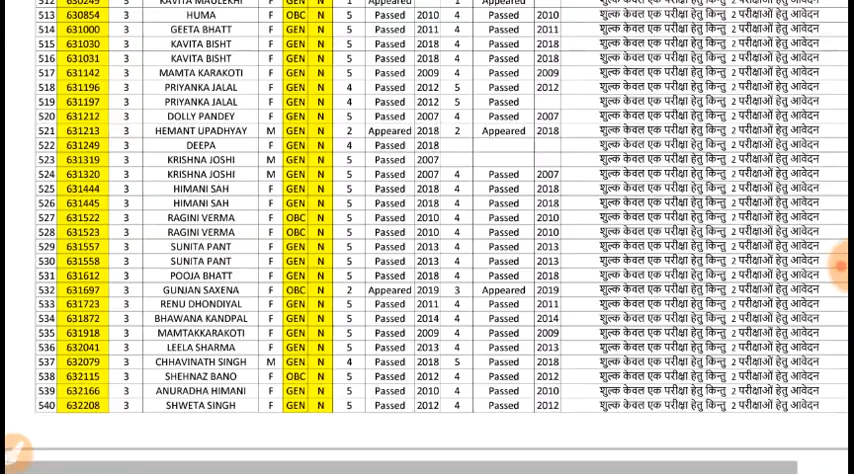 512 630249 3 KAVITA MAULEKHI F GEN N 1 Appeared 1 Appeared
513 630854 3 HUMA F OBC N 5 Passed 2010 4 Passed 2010 शुल्क केवल एक परीक्षा हेतु किन्तु 2 परीक्षाओं हेतु आवेदन
514 631000 3 GEETA BHATT F GEN N 5 Passed 2011 4 Passed 2011 शुल्क केवल एक परीक्षा हेतु किन्तु 2 परीक्षाओं हेतु आवेदन
515 631030 3 KAVITA BISHT F GEN N 5 Passed 2018 4 Passed 2018 शुल्क केवल एक परीक्षा हेतु किन्तु 2 परीक्षाओं हेतु आवेदन
516 631031 3 KAVITA BISHT F GEN N 5 Passed 2018 4 Passed 2018 शुल्क केवल एक परीक्षा हेतु किन्तु 2 परीक्षाओं हेतु आवेदन
517 631142 3 MAMTA KARAKOTI F GEN N 5 Passed 2009 4 Passed 2009 शुल्क केवल एक परीक्षा हेतु किन्तु 2 परीक्षाओं हेतु आवेदन
518 631196 3 PRIYANKA JALAL F GEN N 4 Passed 2012 5 Passed 2012 शुल्क केवल एक परीक्षा हेतु किन्तु 2 परीक्षाओं हेतु आवेदन
519 631197 3 PRIYANKA JALAL F GEN N 4 Passed 2012 5 Passed शुल्क केवल एक परीक्षा हेतु किन्तु 2 परीक्षाओं हेतु आवेदन
520 631212 3 DOLLY PANDEY F GEN N 5 Passed 2007 4 Passed 2007 शुल्क केवल एक परीक्षा हेतु किन्तु 2 परीक्षाओं हेतु आवेदन
521 631213 3 HEMANT UPADHYAY M GEN N 2 Appeared 2018 2 Appeared 2018 शुल्क केवल एक परीक्षा हेतु किन्तु 2 परीक्षाओं हेतु आवेदन
522 631249 3 DEEPA F GEN N 4 Passed 2018 शुल्क केवल एक परीक्षा हेतु किन्तु 2 परीक्षाओं हेतु आवेदन
523 631319 3 KRISHNA JOSHI M GEN N 5 Passed 2007 शुल्क केवल एक परीक्षा हेतु किन्तु 2 परीक्षाओं हेतु आवेदन
524 631320 3 KRISHNA JOSHI M GEN N 5 Passed 2007 4 Passed 2007 शुल्क केवल एक परीक्षा हेतु किन्तु 2 परीक्षाओं हेतु आवेदन
525 631444 3 HIMANI SAH F GEN N 5 Passed 2018 4 Passed 2018 शुल्क केवल एक परीक्षा हेतु किन्तु 2 परीक्षाओं हेतु आवेदन
526 631445 3 HIMANI SAH F GEN N 5 Passed 2018 4 Passed 2018 शुल्क केवल एक परीक्षा हेतु किन्तु 2 परीक्षाओं हेतु आवेदन
527 631522 3 RAGINI VERMA F OBC N 5 Passed 2010 4 Passed 2010 शुल्क केवल एक परीक्षा हेतु किन्तु 2 परीक्षाओं हेतु आवेदन
528 631523 3 RAGINI VERMA F OBC N 5 Passed 2010 4 Passed 2010 शुल्क केवल एक परीक्षा हेतु किन्तु 2 परीक्षाओं हेतु आवेदन
529 631557 3 SUNITA PANT F GEN N 5 Passed 2013 4 Passed 2013 शुल्क केवल एक परीक्षा हेतु किन्तु 2 परीक्षाओं हेतु आवेदन
530 631558 3 SUNITA PANT F GEN N 5 Passed 2013 4 Passed 2013 शुल्क केवल एक परीक्षा हेतु किन्तु 2 परीक्षाओं हेतु आवेदन
531 631612 3 POOJA BHATT F GEN N 5 Passed 2018 4 Passed 2018 शुल्क केवल एक परीक्षा हेतु किन्तु 2 परीक्षाओं हेतु आवेदन
532 631697 3 GUNJAN SAXENA F OBC N 2 Appeared 2019 3 Appeared 2019 शुल्क केवल एक परीक्षा हेतु किन्तु 2 परीक्षाओं हेतु आवेदन
533 631723 3 RENU DHONDIYAL F GEN N 5 Passed 2011 4 Passed 2011 शुल्क केवल एक परीक्षा हेतु किन्तु 2 परीक्षाओं हेतु आवेदन
534 631872 3 BHAWANA KANDPAL F GEN N 5 Passed 2014 4 Passed 2014 शुल्क केवल एक परीक्षा हेतु किन्तु 2 परीक्षाओं हेतु आवेदन
535 631918 3 MAMTAKKARAKOTI F GEN N 5 Passed 2009 4 Passed 2009 शुल्क केवल एक परीक्षा हेतु किन्तु 2 परीक्षाओं हेतु आवेदन
536 632041 3 LEELA SHARMA F GEN N 5 Passed 2013 4 Passed 2013 शुल्क केवल एक परीक्षा हेतु किन्तु 2 परीक्षाओं हेतु आवेदन
537 632079 3 CHHAVINATH SINGH M GEN N 4 Passed 2018 5 Passed 2018 शुल्क केवल एक परीक्षा हेतु किन्तु 2 परीक्षाओं हेतु आवेदन
538 632115 3 SHEHNAZ BANO F OBC N 5 Passed 2012 4 Passed 2012 शुल्क केवल एक परीक्षा हेतु किन्तु 2 परीक्षाओं हेतु आवेदन
539 632166 3 ANURADHA HIMANI F GEN N 5 Passed 2010 4 Passed 2010 शुल्क केवल एक परीक्षा हेतु किन्तु 2 परीक्षाओं हेतु आवेदन
540 632208 3 SHWETA SINGH F GEN N 5 Passed 2012 4 Passed 2012 शुल्क केवल एक परीक्षा हेतु किन्तु 2 परीक्षाओं हेतु आवेदन